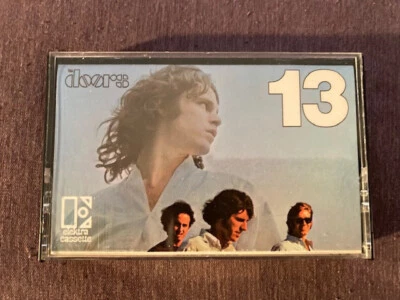 the doors
13
elektra
cassette